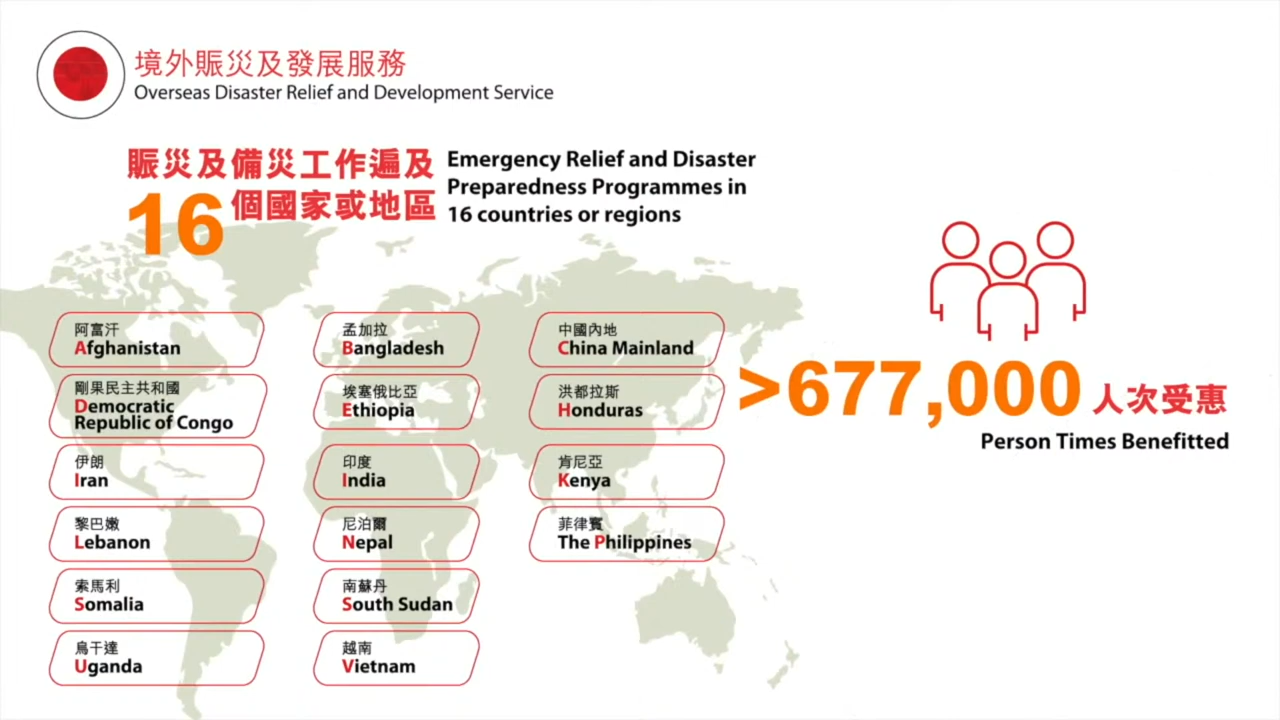 境外賑災及發展服務
Overseas Disaster Relief and Development Service
賑災及備災工作遍及
16個國家或地區
Emergency Relief and Disaster
Preparedness Programmes in
16 countries or regions
阿富汗
Afghanistan
孟加拉
Bangladesh
中國內地
China Mainland
剛果民主共和國
Democratic
Republic of Congo
埃塞俄比亞
Ethiopia
洪都拉斯
Honduras
伊朗
Iran
印度
India
肯尼亞
Kenya
黎巴嫩
Lebanon
尼泊爾
Nepal
菲律賓
The Philippines
索馬利
Somalia
南蘇丹
South Sudan
烏干達
Uganda
越南
Vietnam
>677,000 人次受惠
Person Times Benefitted